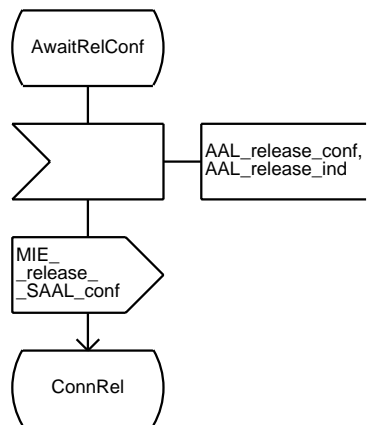 AwaitRelConf
AAL_release_conf,
AAL_release_ind
MIE_
_release_
_SAAL_conf
ConnRel